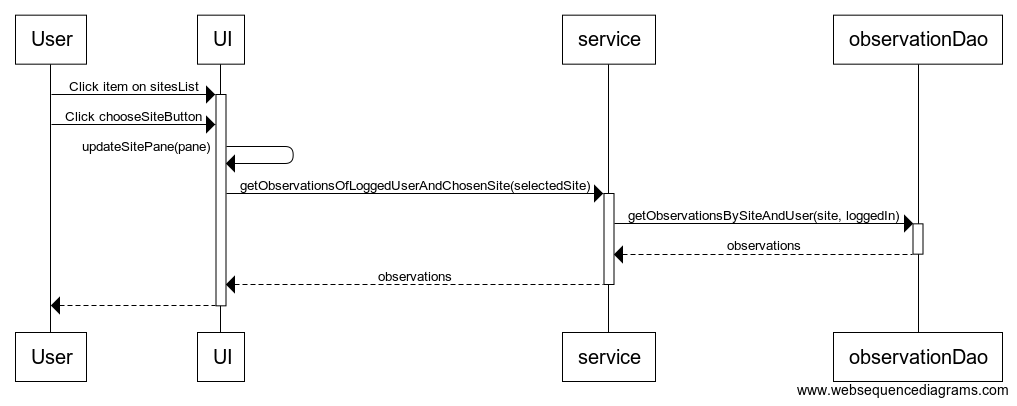 User
UI
service
observationDao
Click item on sitesList
Click chooseSiteButton
updateSitePane(pane)
getObservationsOfLoggedUserAndChosenSite(selectedSite)
getObservationsBySiteAndUser(site, loggedIn)
observations
observations
User
UI
service
observationDao
www.websequencediagrams.com